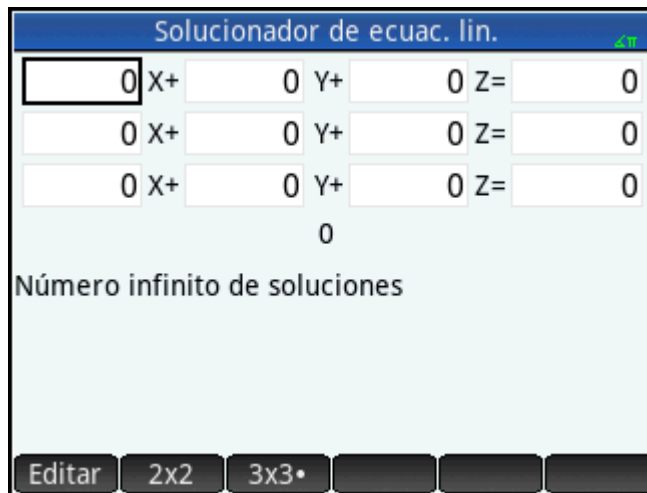 Solucionador de ecuac. lin. ∡π
0 X+ 0 Y+ 0 Z= 0
0 X+ 0 Y+ 0 Z= 0
0 X+ 0 Y+ 0 Z= 0
0
Número infinito de soluciones
Editar 2x2 3x3•